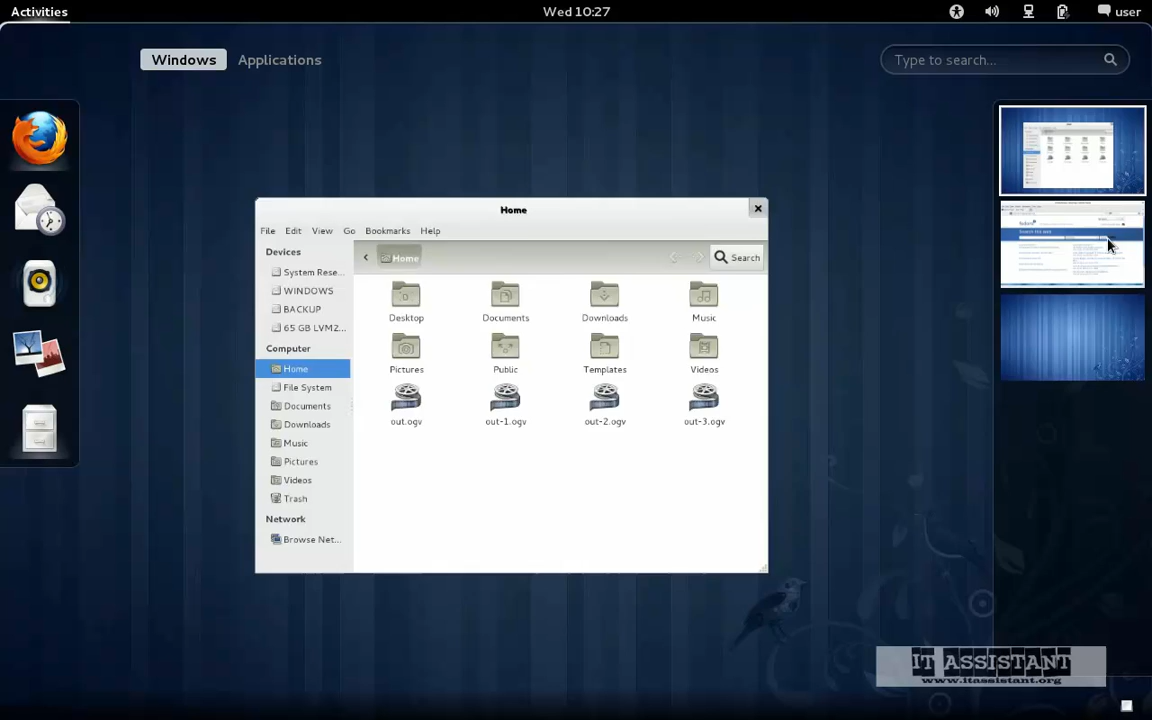 Activities
Wed 10:27
user
Windows Applications
Type to search...
Home
File Edit View Go Bookmarks Help
Devices
System Rese...
WINDOWS
BACKUP
65 GB LVM2...
Computer
Home
File System
Documents
Downloads
Music
Pictures
Videos
Trash
Network
Browse Net...
Home
Search
Desktop Documents Downloads Music
Pictures Public Templates Videos
out.ogv out-1.ogv out-2.ogv out-3.ogv
IT ASSISTANT
www.itassistant.org